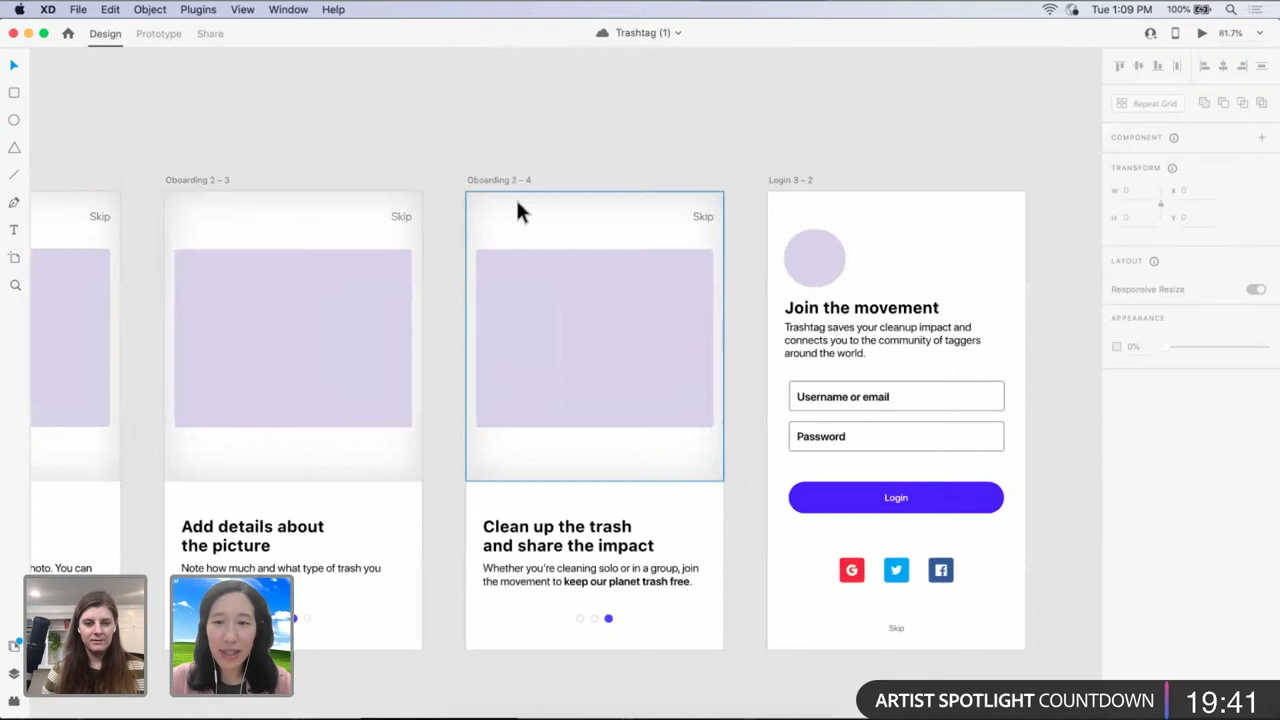 XD File Edit Object Plugins View Window Help
Tue 1:09 PM
100%
Design Prototype Share
Trashtag (1)
81.7%
Repeat Grid
COMPONENT
TRANSFORM
W 0 X 0
H 0 Y 0
LAYOUT
Responsive Resize
APPEARANCE
0%
Skip
photo. You can
Oboarding 2 – 3
Skip
Add details about
the picture
Note how much and what type of trash you
Oboarding 2 – 4
Skip
Clean up the trash
and share the impact
Whether you're cleaning solo or in a group, join
the movement to keep our planet trash free.
Login 3 – 2
Join the movement
Trashtag saves your cleanup impact and
connects you to the community of taggers
around the world.
Username or email
Password
Login
Skip
ARTIST SPOTLIGHT COUNTDOWN 19:41